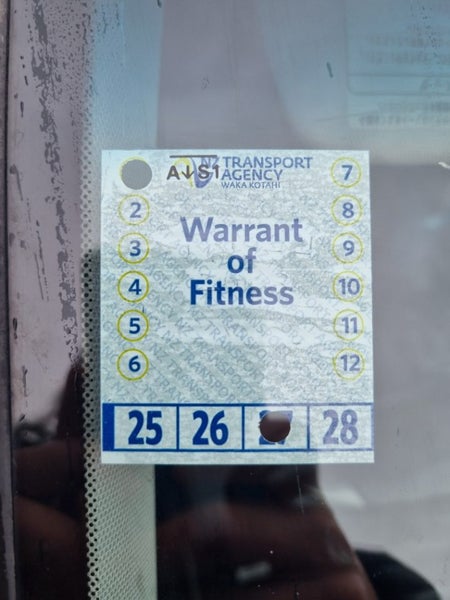 NZ TRANSPORT
AGENCY
WAKA KOTAHI
Warrant
of
Fitness
2
3
4
5
6
7
8
9
10
11
12
25 26 27 28